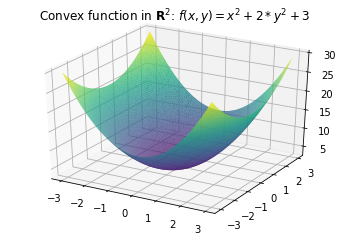 Convex function in R²: f(x, y) = x² + 2 * y² + 3
30
25
20
15
10
5
−3 −2 −1 0 1 2 3
−3 −2 −1 0 1 2 3